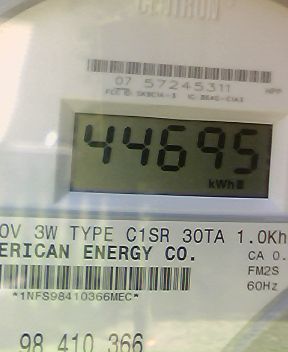 CENTRON
07 57245311
44695
kWh
0V 3W TYPE C1SR 30TA 1.0Kh
ERICAN ENERGY CO.
CA 0.
FM2S
60Hz
*1NFS98410366MEC*
98 410 366